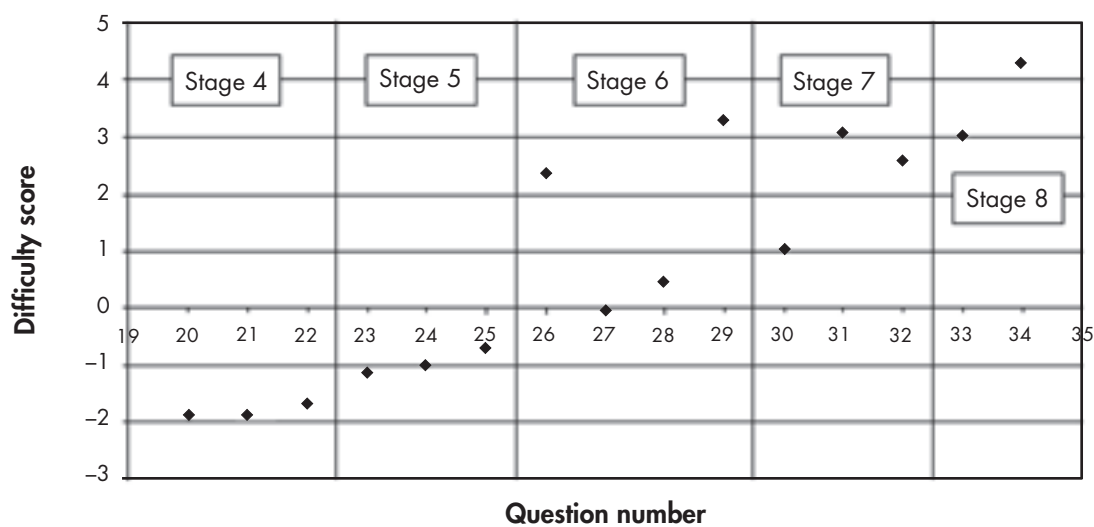 5
4
3
2
1
0
–1
–2
–3
Difficulty score
Stage 4
Stage 5
Stage 6
Stage 7
Stage 8
19 20 21 22 23 24 25 26 27 28 29 30 31 32 33 34 35
Question number